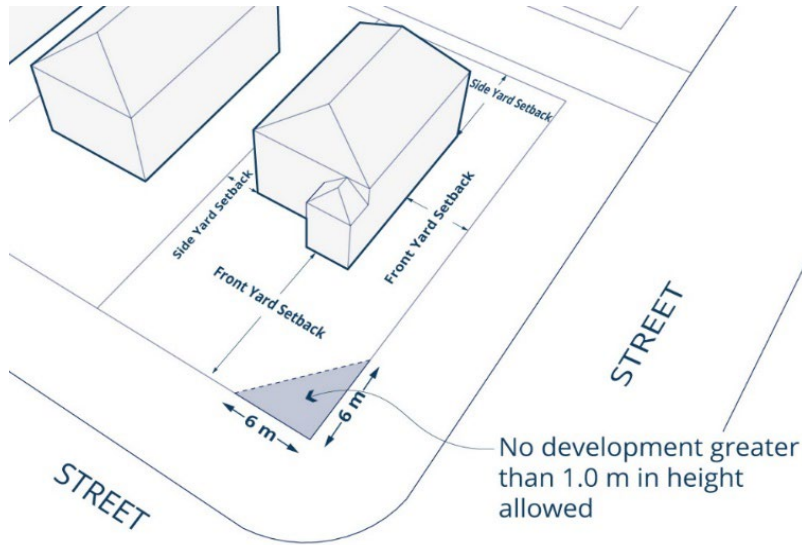 Side Yard Setback
Side Yard Setback
Front Yard Setback
Front Yard Setback
6 m
6 m
STREET
STREET
No development greater
than 1.0 m in height
allowed